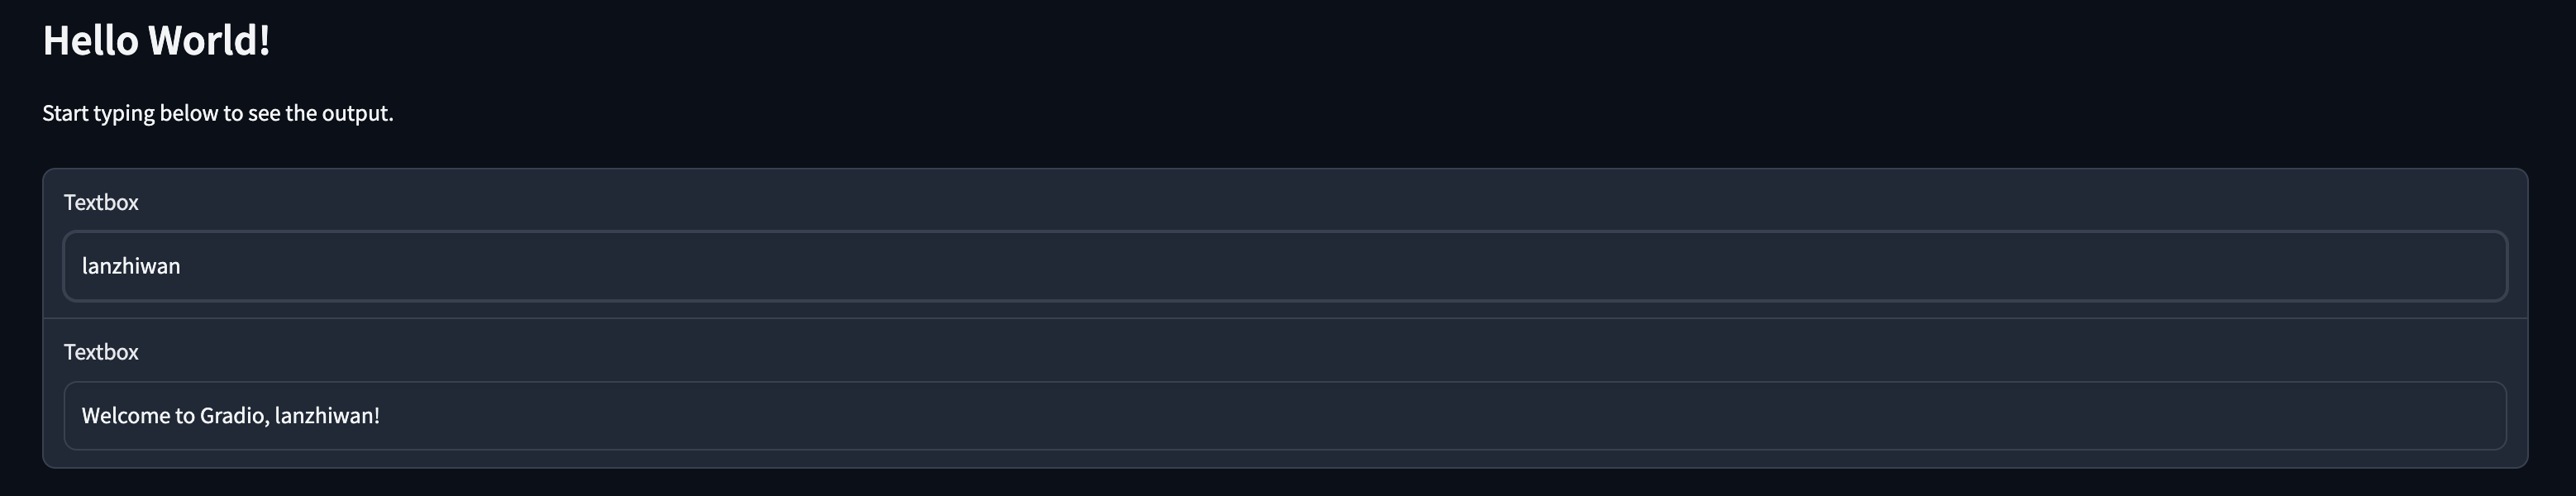 Hello World!
Start typing below to see the output.
Textbox
lanzhiwan
Textbox
Welcome to Gradio, lanzhiwan!